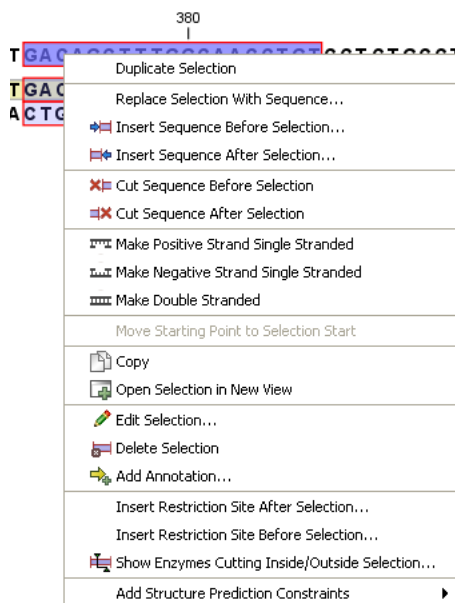 380
TGACAGCTTTGGGAACCTGT
TGAC
ACTG
Duplicate Selection
Replace Selection With Sequence...
Insert Sequence Before Selection...
Insert Sequence After Selection...
Cut Sequence Before Selection
Cut Sequence After Selection
Make Positive Strand Single Stranded
Make Negative Strand Single Stranded
Make Double Stranded
Move Starting Point to Selection Start
Copy
Open Selection in New View
Edit Selection...
Delete Selection
Add Annotation...
Insert Restriction Site After Selection...
Insert Restriction Site Before Selection...
Show Enzymes Cutting Inside/Outside Selection...
Add Structure Prediction Constraints